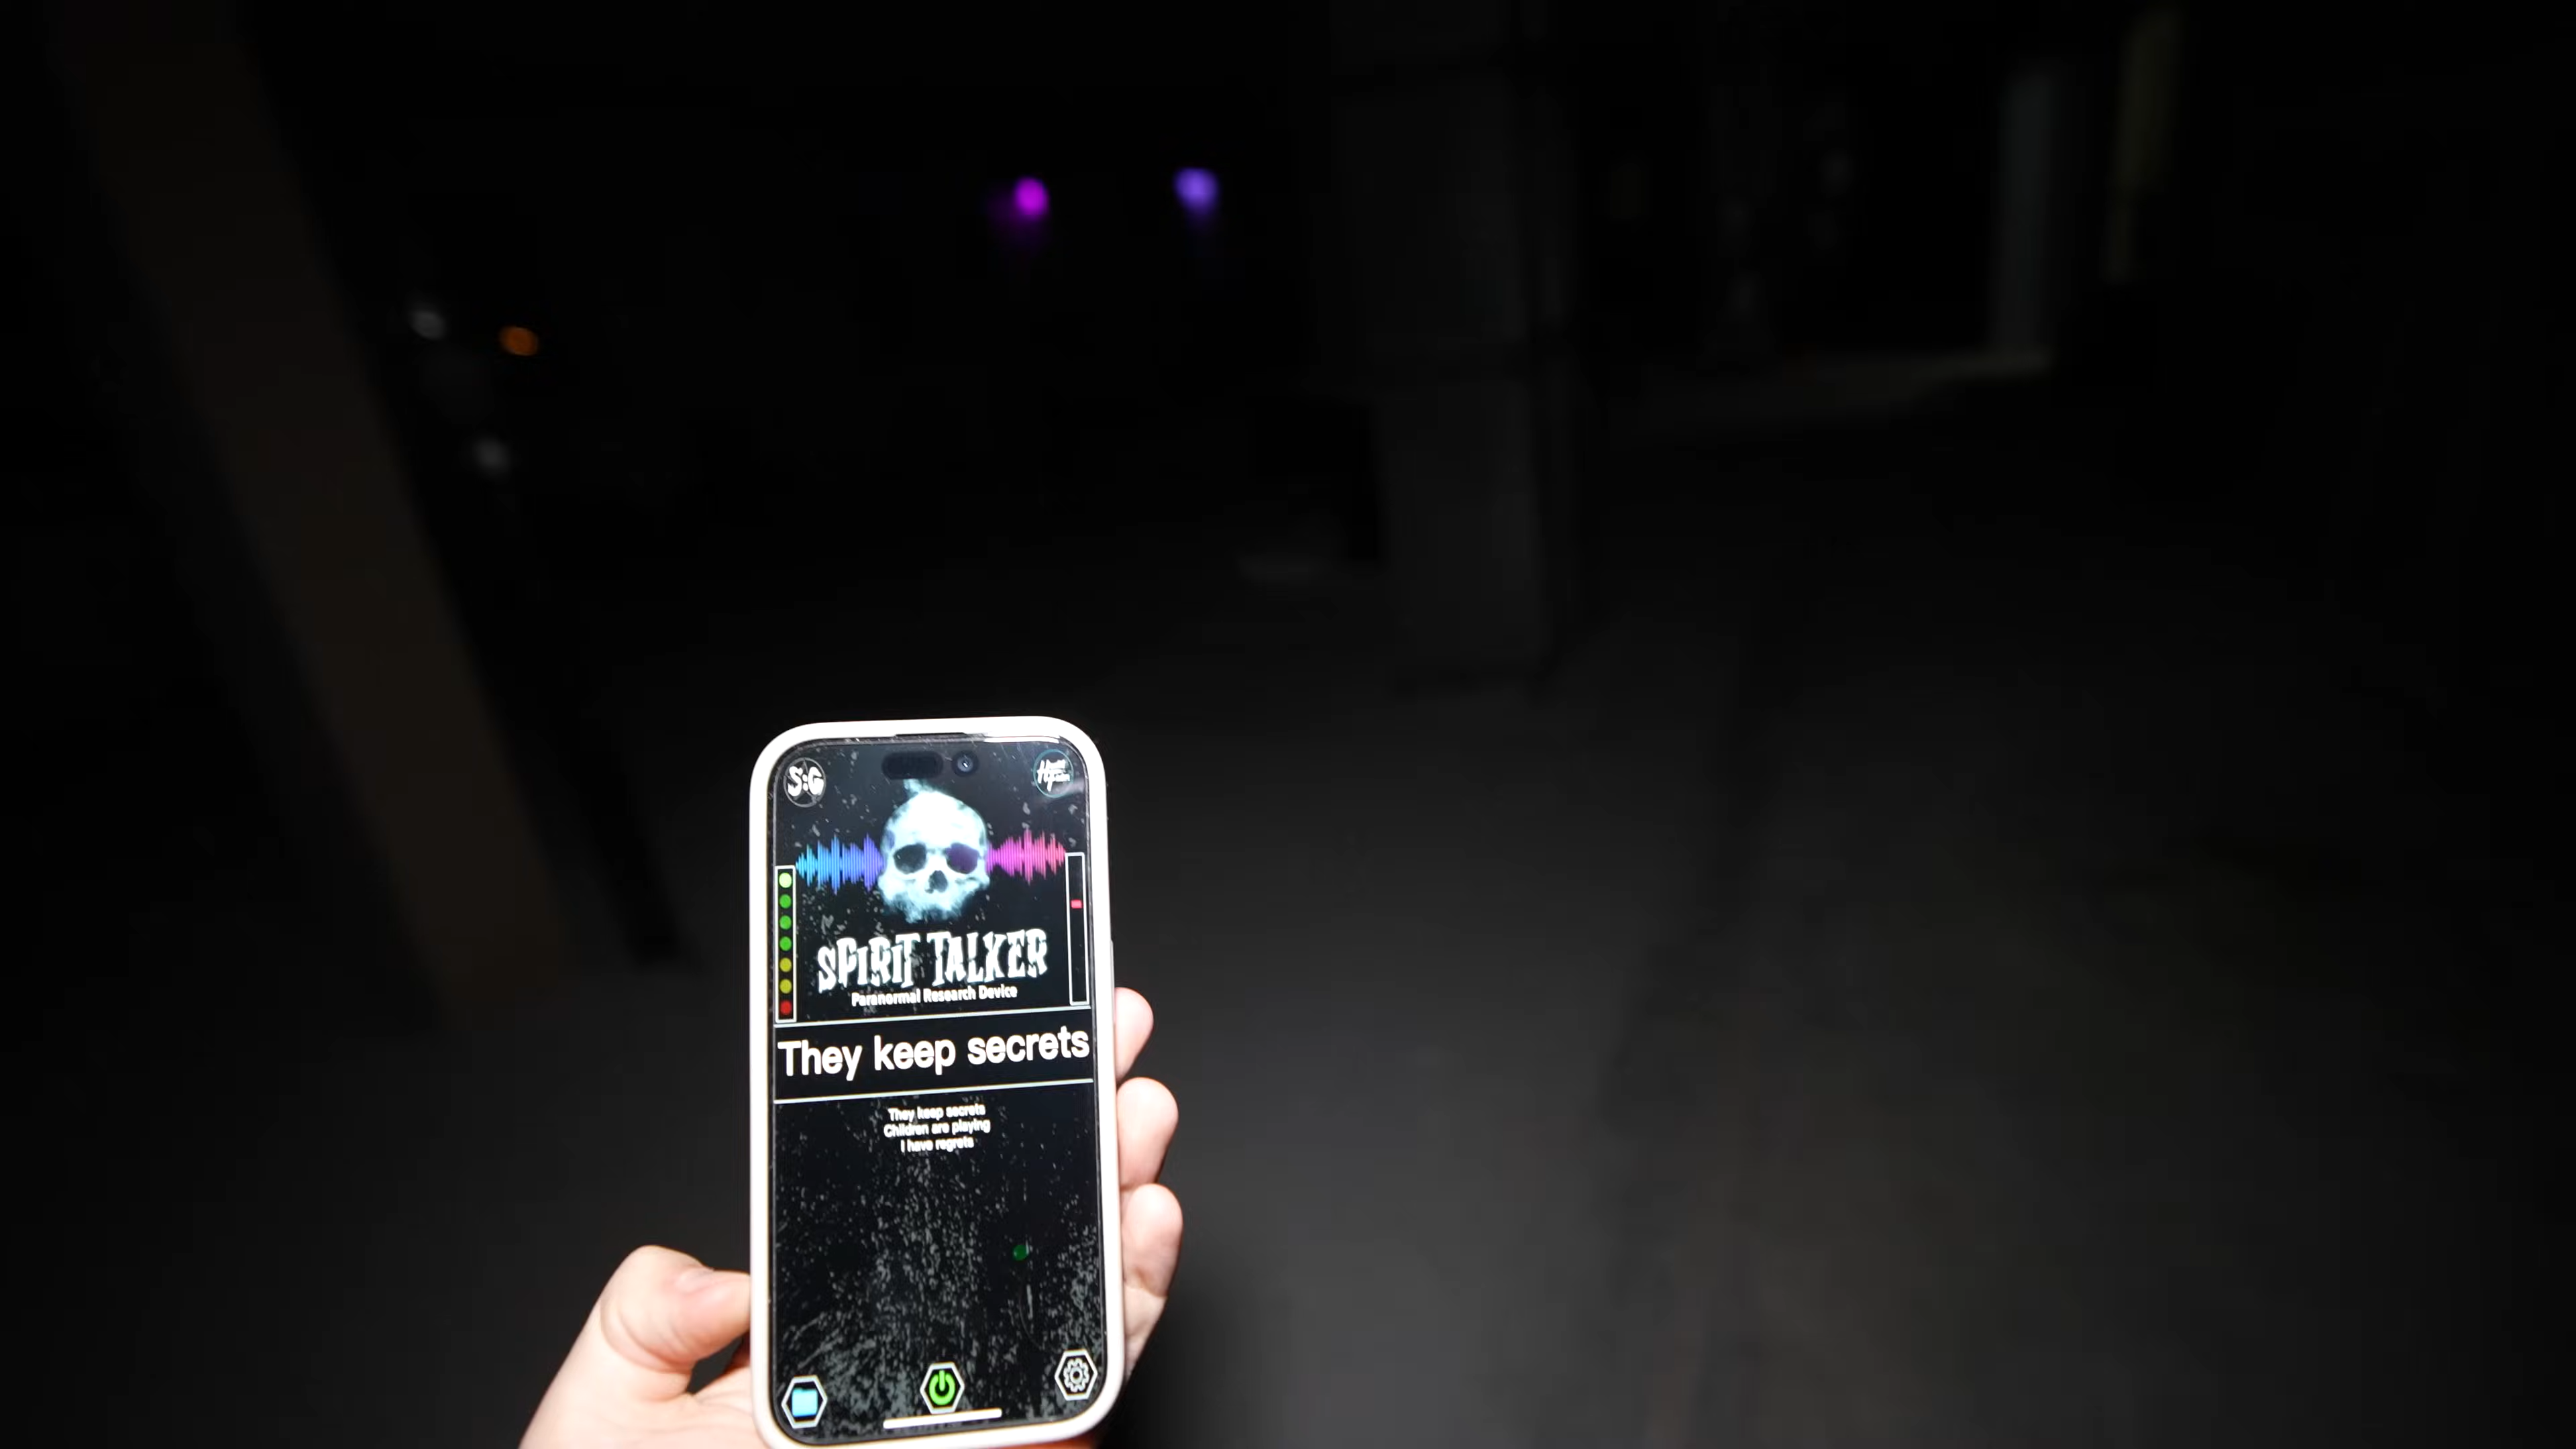 S:G
SPIRIT TALKER
Paranormal Research Device
They keep secrets
They keep secrets
Children are playing
I have regrets